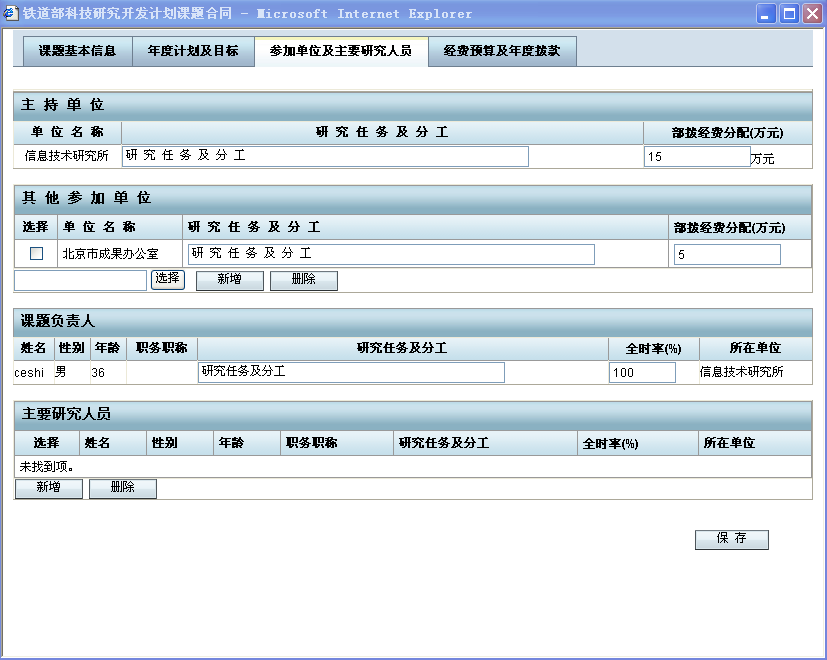 铁道部科技研究开发计划课题合同 - Microsoft Internet Explorer
课题基本信息 年度计划及目标 参加单位及主要研究人员 经费预算及年度拨款
主 持 单 位
单 位 名 称 研 究 任 务 及 分 工 部拨经费分配(万元)
信息技术研究所 研 究 任 务 及 分 工 15 万元
其 他 参 加 单 位
选择 单 位 名 称 研 究 任 务 及 分 工 部拨经费分配(万元)
北京市成果办公室 研 究 任 务 及 分 工 5
选择 新增 删除
课题负责人
姓名 性别 年龄 职务职称 研究任务及分工 全时率(%) 所在单位
ceshi 男 36 研究任务及分工 100 信息技术研究所
主要研究人员
选择 姓名 性别 年龄 职务职称 研究任务及分工 全时率(%) 所在单位
未找到项。
新增 删除
保 存